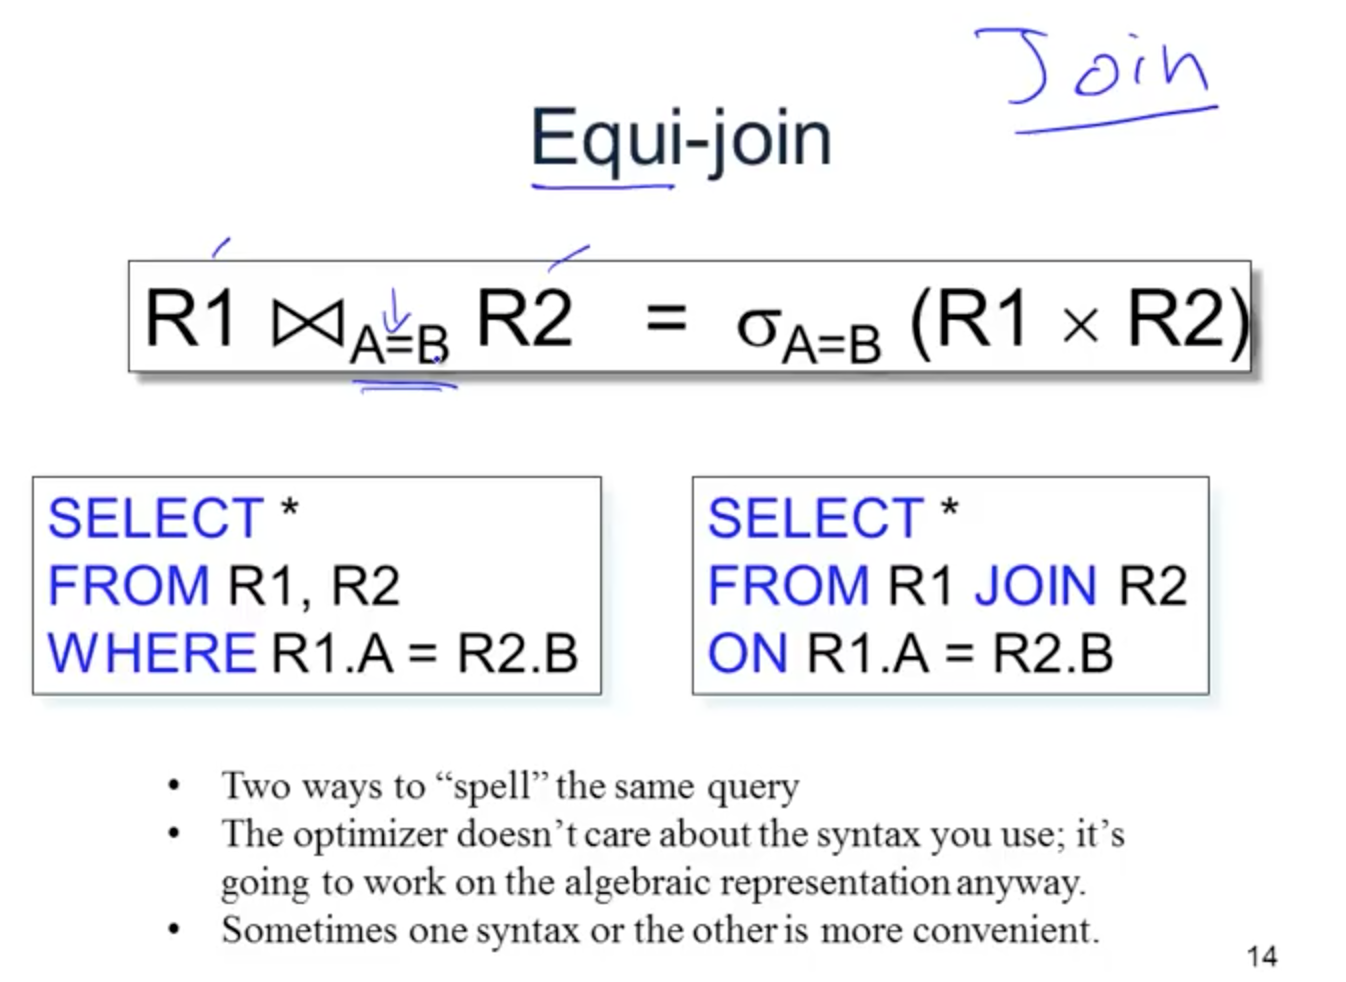 Join
Equi-join
R1 ⋈A=B R2 = σA=B (R1 × R2)
SELECT *
FROM R1, R2
WHERE R1.A = R2.B
SELECT *
FROM R1 JOIN R2
ON R1.A = R2.B
• Two ways to “spell” the same query
• The optimizer doesn’t care about the syntax you use; it’s
going to work on the algebraic representation anyway.
• Sometimes one syntax or the other is more convenient.
14